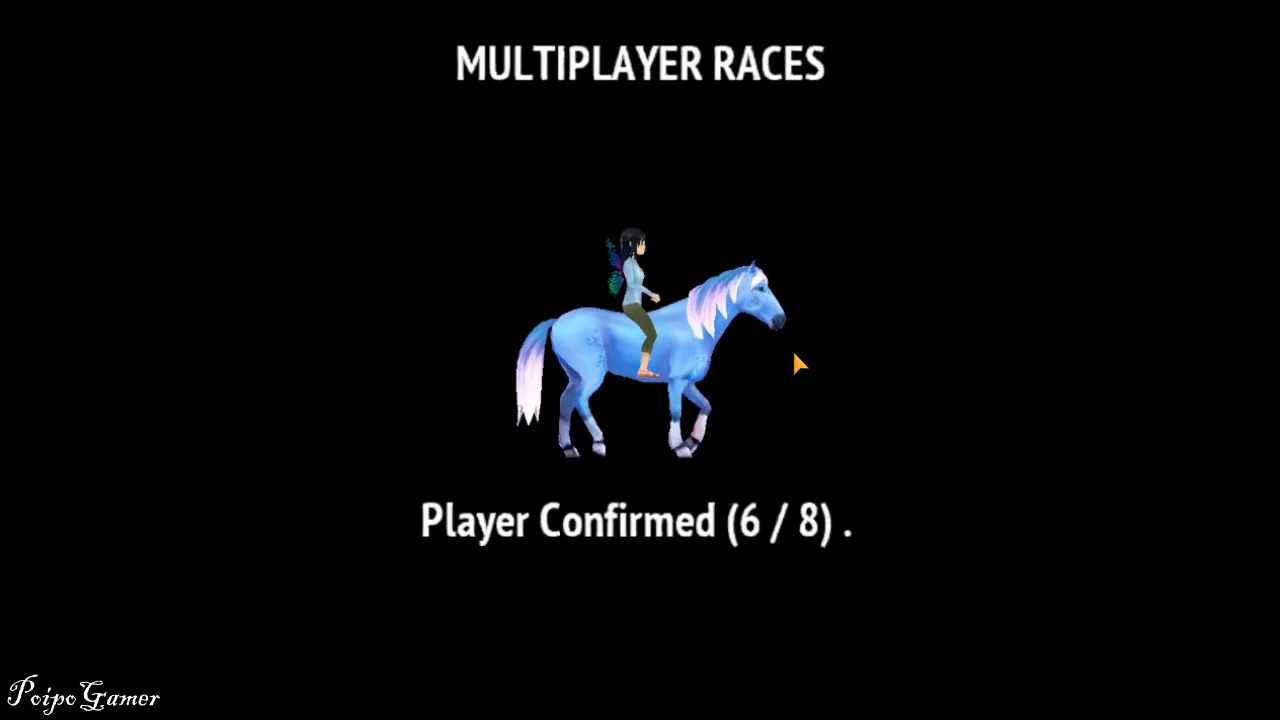 MULTIPLAYER RACES
Player Confirmed (6 / 8) .
PoipoGamer